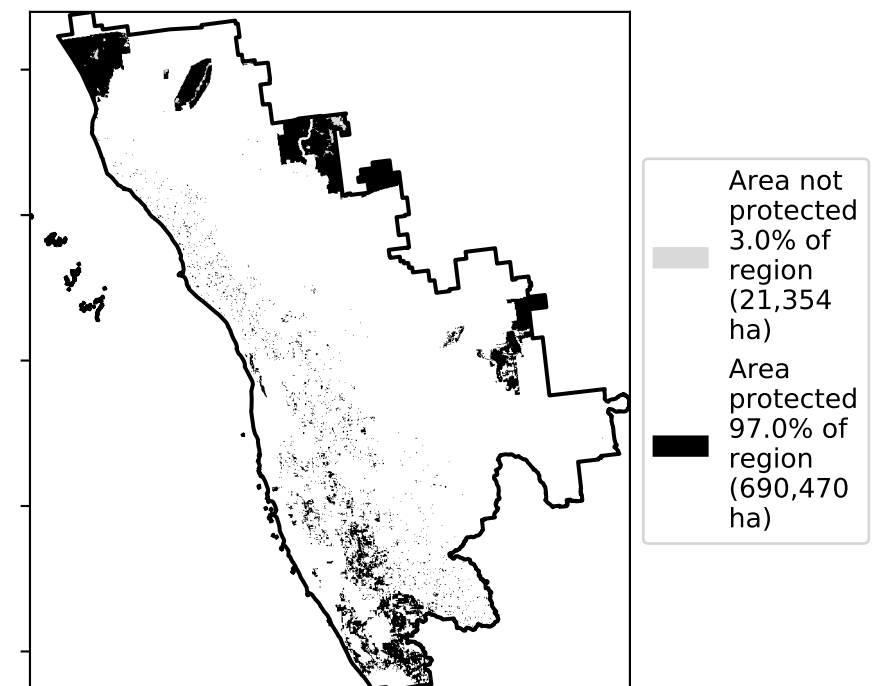 Area not
protected
3.0% of
region
(21,354
ha)
Area
protected
97.0% of
region
(690,470
ha)